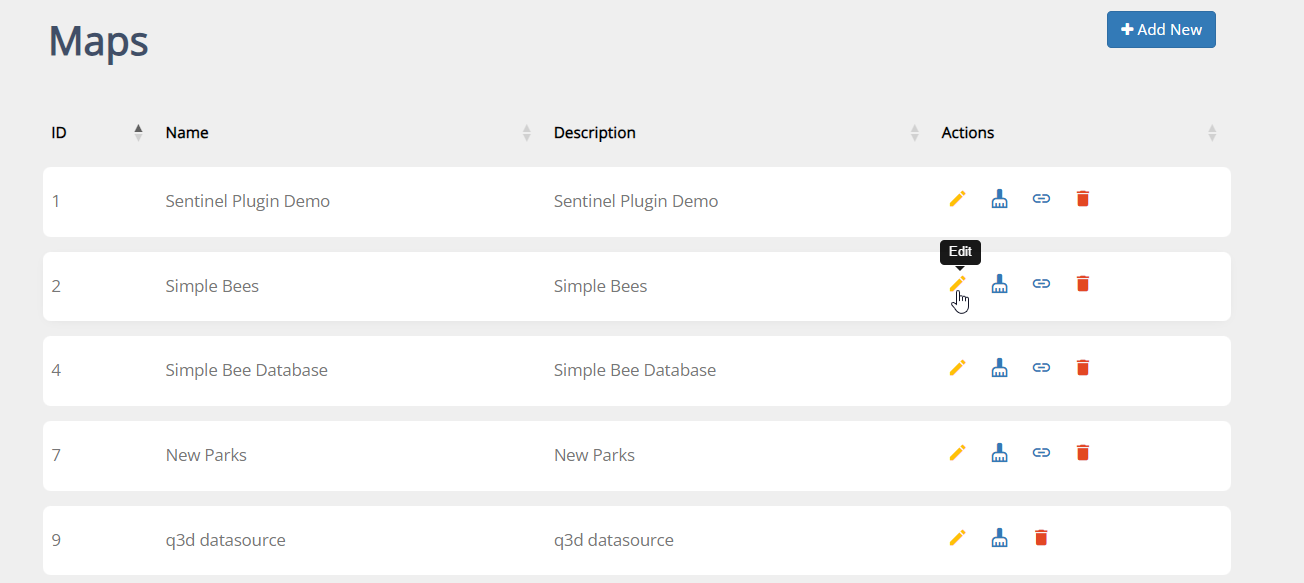 Maps
Add New
ID Name Description Actions
1 Sentinel Plugin Demo Sentinel Plugin Demo
Edit
2 Simple Bees Simple Bees
4 Simple Bee Database Simple Bee Database
7 New Parks New Parks
9 q3d datasource q3d datasource